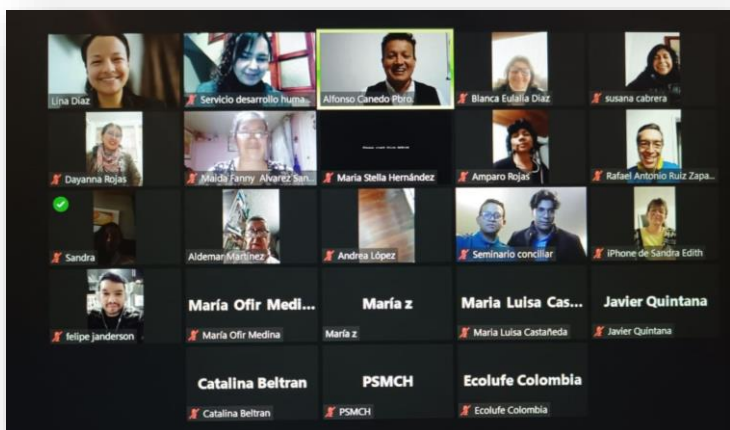 Lina Díaz
Servicio desarrollo huma...
Alfonso Canedo Pbro.
Blanca Eulalia Díaz
susana cabrera
Dayanna Rojas
Maida Fanny Alvarez San...
Maria Stella Hernández
Amparo Rojas
Rafael Antonio Ruiz Zapa...
Sandra
Aldemar Martínez
Andrea López
Seminario conciliar
iPhone de Sandra Edith
felipe janderson
María Ofir Medi...
María Ofir Medina
María z
María z
Maria Luisa Cas...
Maria Luisa Castañeda
Javier Quintana
Javier Quintana
Catalina Beltran
Catalina Beltran
PSMCH
PSMCH
Ecolufe Colombia
Ecolufe Colombia